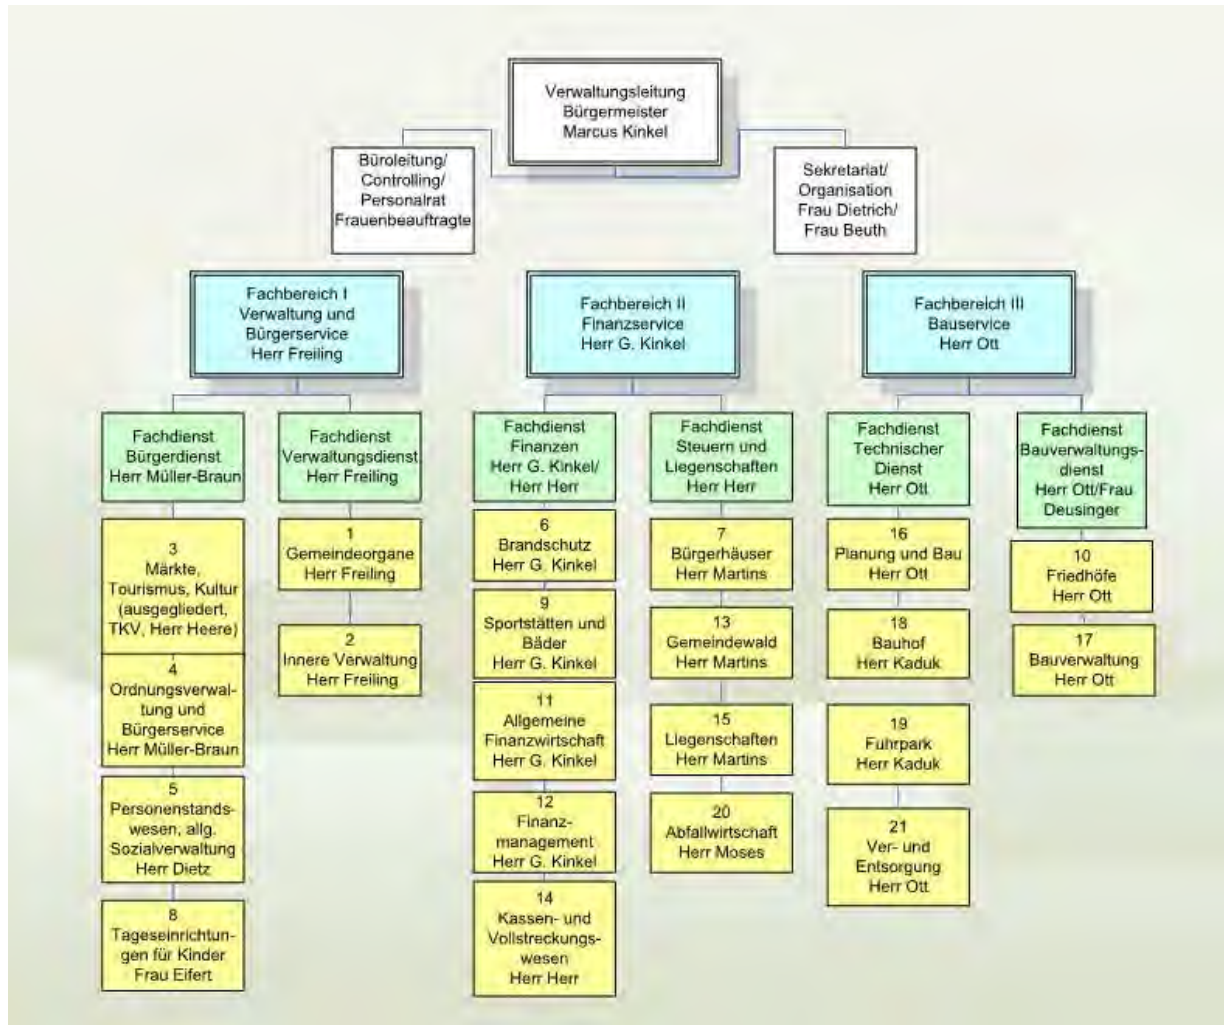 Verwaltungsleitung
Bürgermeister
Marcus Kinkel
Büroleitung/
Controlling/
Personalrat
Frauenbeauftragte
Sekretariat/
Organisation
Frau Dietrich/
Frau Beuth
Fachbereich I
Verwaltung und
Bürgerservice
Herr Freiling
Fachbereich II
Finanzservice
Herr G. Kinkel
Fachbereich III
Bauservice
Herr Ott
Fachdienst
Bürgerdienst
Herr Müller-Braun
Fachdienst
Verwaltungsdienst
Herr Freiling
Fachdienst
Finanzen
Herr G. Kinkel/
Herr Herr
Fachdienst
Steuern und
Liegenschaften
Herr Herr
Fachdienst
Technischer
Dienst
Herr Ott
Fachdienst
Bauverwaltungs-
dienst
Herr Ott/Frau
Deusinger
3
Märkte,
Tourismus, Kultur
(ausgegliedert,
TKV, Herr Heere)
4
Ordnungsverwal-
tung und
Bürgerservice
Herr Müller-Braun
5
Personenstands-
wesen, allg.
Sozialverwaltung
Herr Dietz
8
Tageseinrichtun-
gen für Kinder
Frau Eifert
1
Gemeindeorgane
Herr Freiling
2
Innere Verwaltung
Herr Freiling
6
Brandschutz
Herr G. Kinkel
9
Sportstätten und
Bäder
Herr G. Kinkel
11
Allgemeine
Finanzwirtschaft
Herr G. Kinkel
12
Finanz-
management
Herr G. Kinkel
14
Kassen- und
Vollstreckungs-
wesen
Herr Herr
7
Bürgerhäuser
Herr Martins
13
Gemeindewald
Herr Martins
15
Liegenschaften
Herr Martins
20
Abfallwirtschaft
Herr Moses
16
Planung und Bau
Herr Ott
18
Bauhof
Herr Kaduk
19
Fuhrpark
Herr Kaduk
21
Ver- und
Entsorgung
Herr Ott
10
Friedhöfe
Herr Ott
17
Bauverwaltung
Herr Ott